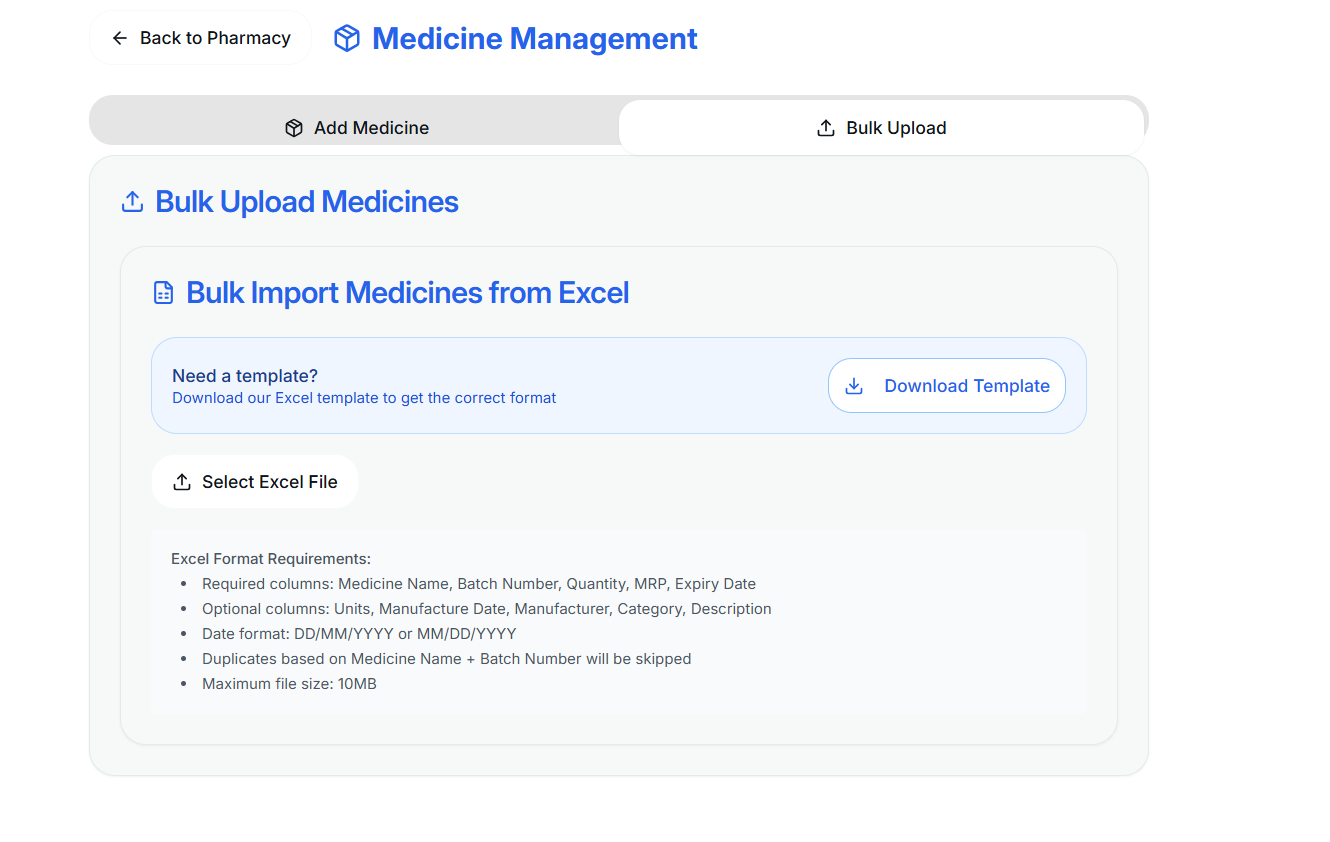 Back to Pharmacy
Medicine Management
Add Medicine
Bulk Upload
Bulk Upload Medicines
Bulk Import Medicines from Excel
Need a template?
Download our Excel template to get the correct format
Download Template
Select Excel File
Excel Format Requirements:
• Required columns: Medicine Name, Batch Number, Quantity, MRP, Expiry Date
• Optional columns: Units, Manufacture Date, Manufacturer, Category, Description
• Date format: DD/MM/YYYY or MM/DD/YYYY
• Duplicates based on Medicine Name + Batch Number will be skipped
• Maximum file size: 10MB